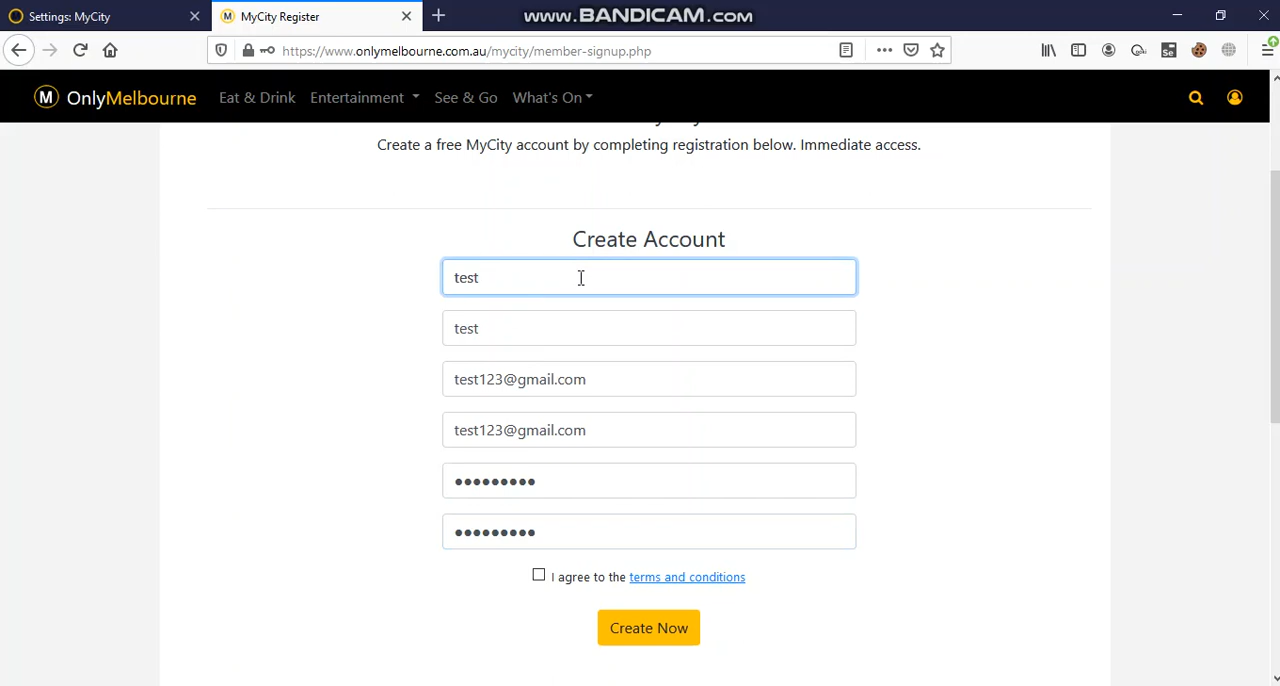 Settings: MyCity
MyCity Register
www.BANDICAM.com
https://www.onlymelbourne.com.au/mycity/member-signup.php
Se
M OnlyMelbourne Eat & Drink Entertainment See & Go What's On
Create a free MyCity account by completing registration below. Immediate access.
Create Account
test
test
test123@gmail.com
test123@gmail.com
•••••••••
•••••••••
I agree to the terms and conditions
Create Now